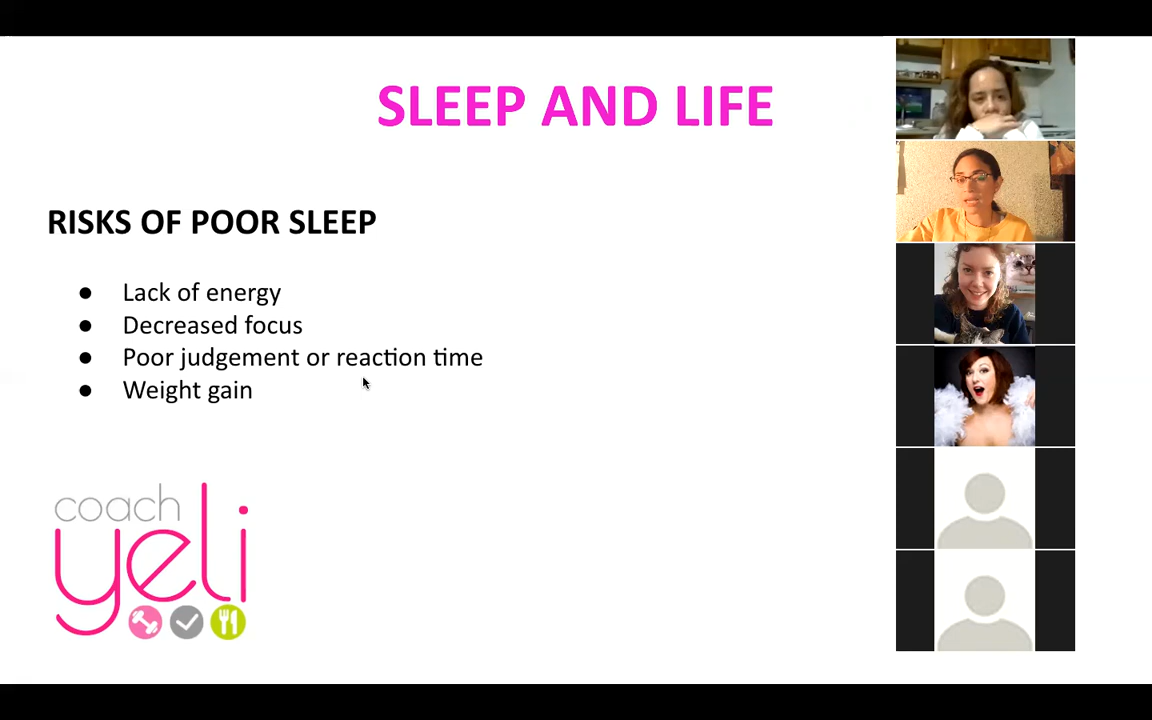 SLEEP AND LIFE
RISKS OF POOR SLEEP
● Lack of energy
● Decreased focus
● Poor judgement or reaction time
● Weight gain
coach
yeli